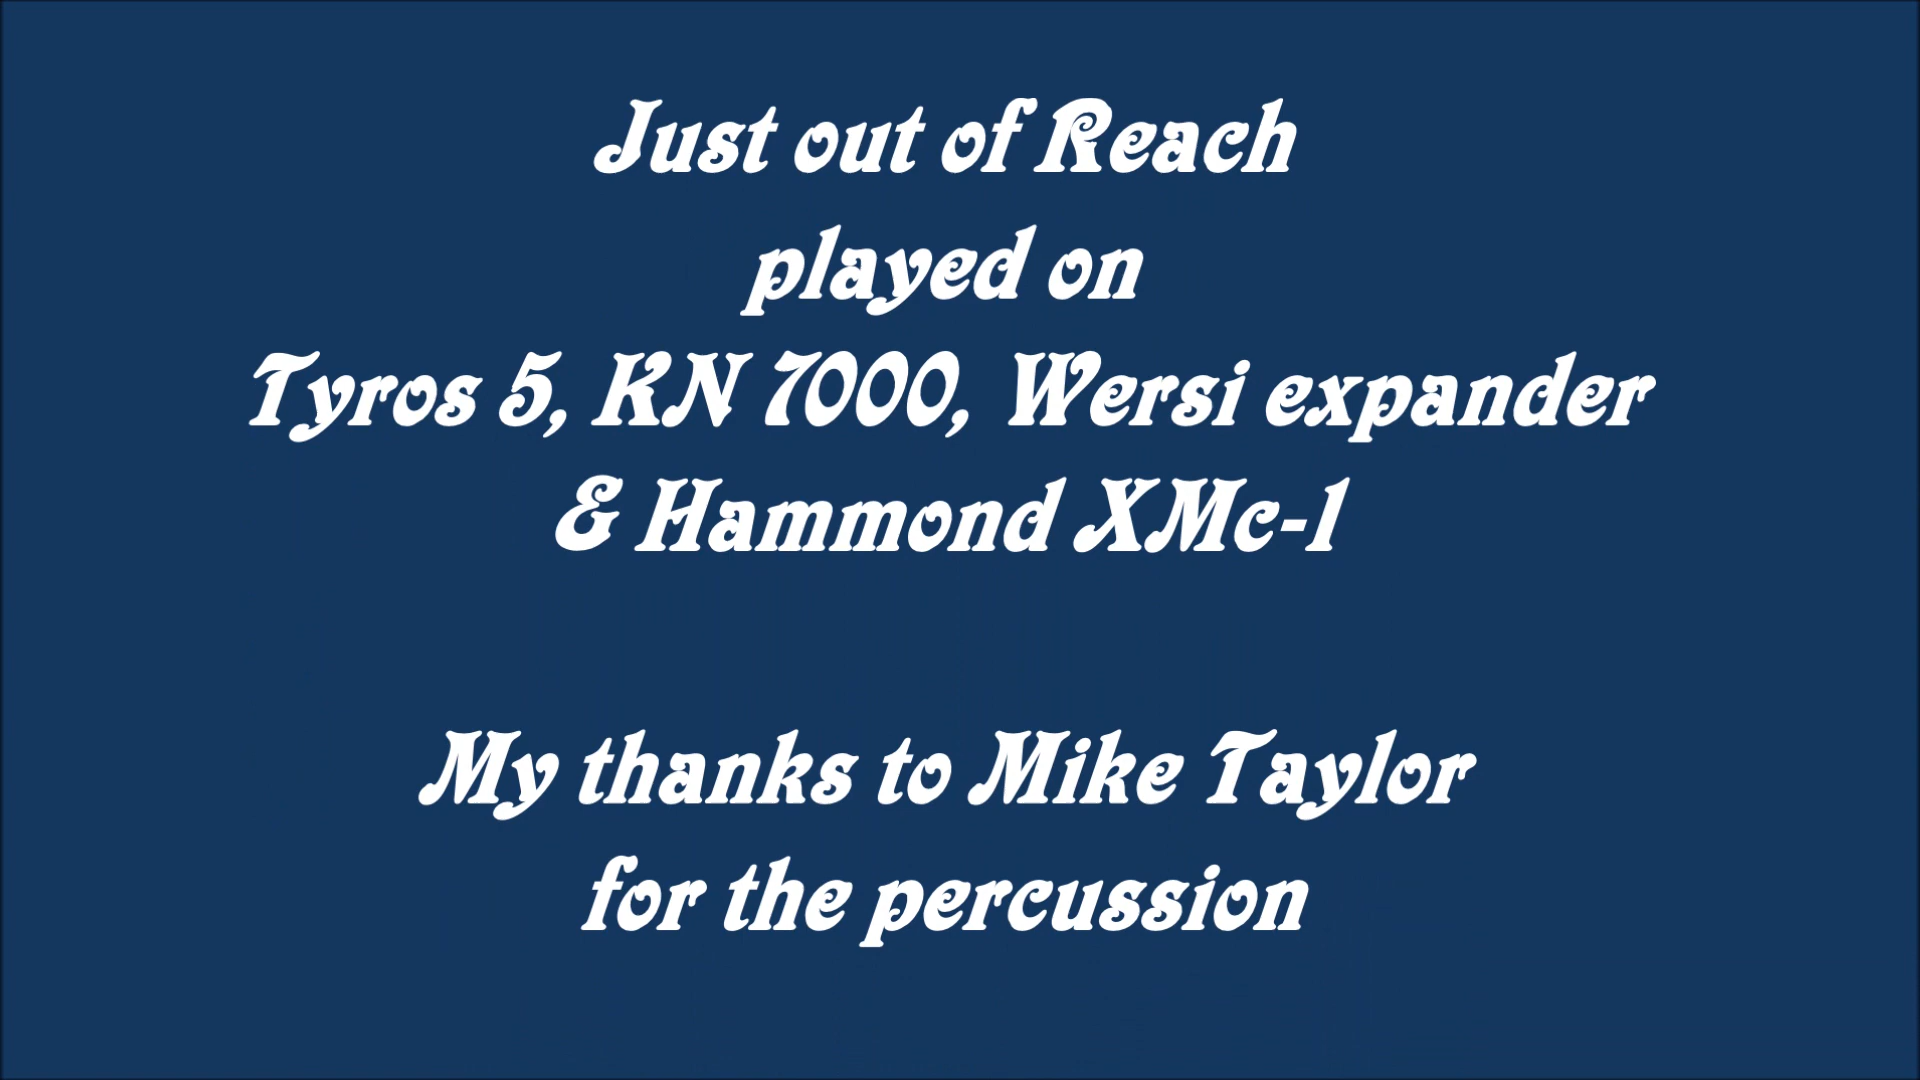 Just out of Reach
played on
Tyros 5, KN 7000, Wersi expander
& Hammond XMc-1
My thanks to Mike Taylor
for the percussion